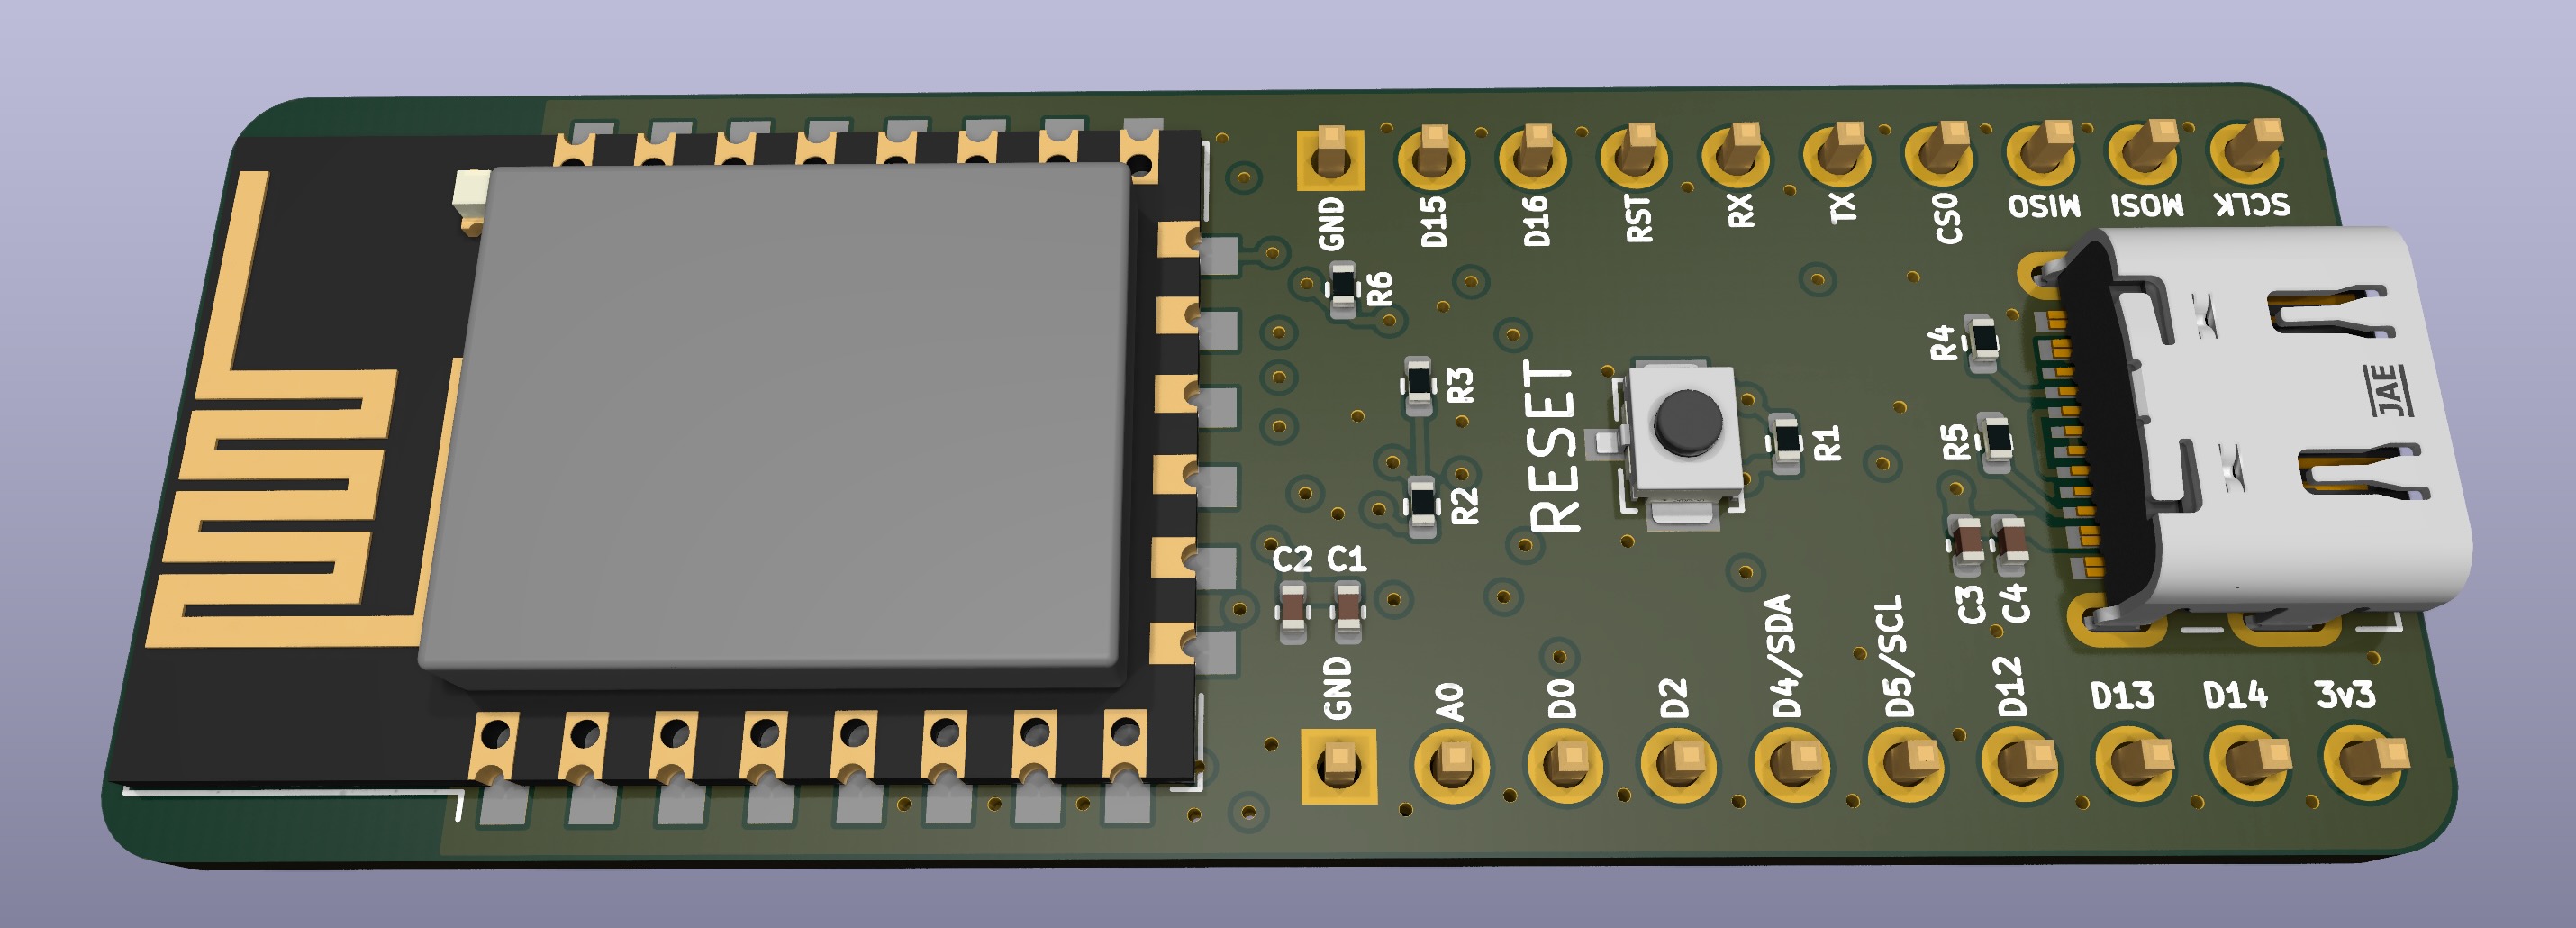 GND
D15
D16
RST
RX
TX
CS0
MISO
MOSI
SCLK
R6
R4
R3
JAE
RESET
R1
R5
R2
C2 C1
C3
C4
GND
A0
D0
D2
D4/SDA
D5/SCL
D12
D13
D14
3v3